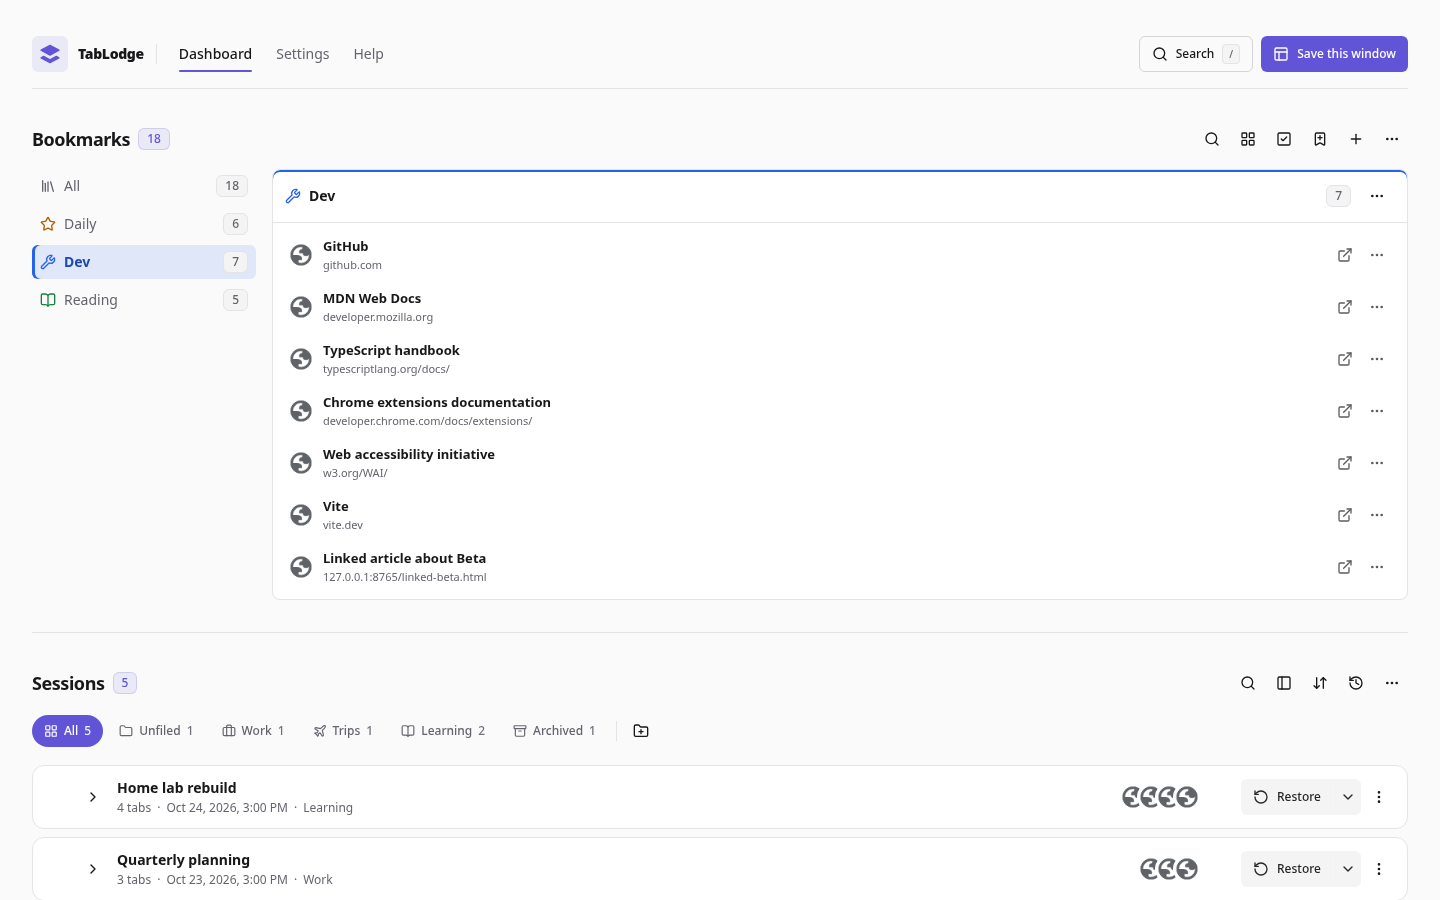 TabLodge
Dashboard
Settings
Help
Search /
Save this window
Bookmarks 18
All 18
Daily 6
Dev 7
Reading 5
Dev 7
GitHub
github.com
MDN Web Docs
developer.mozilla.org
TypeScript handbook
typescriptlang.org/docs/
Chrome extensions documentation
developer.chrome.com/docs/extensions/
Web accessibility initiative
w3.org/WAI/
Vite
vite.dev
Linked article about Beta
127.0.0.1:8765/linked-beta.html
Sessions 5
All 5
Unfiled 1
Work 1
Trips 1
Learning 2
Archived 1
Home lab rebuild
4 tabs · Oct 24, 2026, 3:00 PM · Learning
Restore
Quarterly planning
3 tabs · Oct 23, 2026, 3:00 PM · Work
Restore